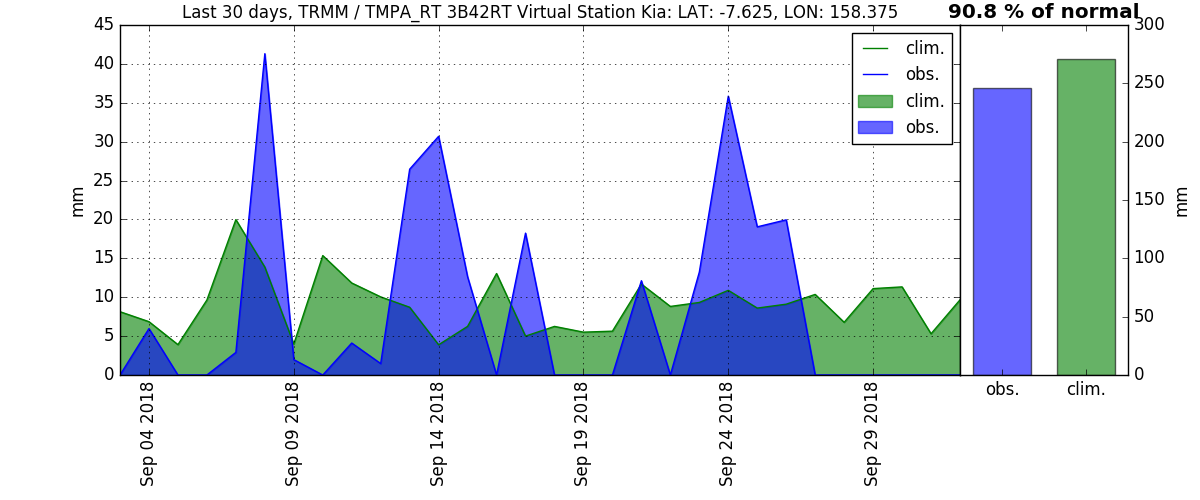 Last 30 days, TRMM / TMPA_RT 3B42RT Virtual Station Kia: LAT: -7.625, LON: 158.375
90.8 % of normal
45
40
35
30
25
20
15
10
5
0
mm
clim.
obs.
clim.
obs.
Sep 04 2018
Sep 09 2018
Sep 14 2018
Sep 19 2018
Sep 24 2018
Sep 29 2018
300
250
200
150
100
50
0
mm
obs.
clim.